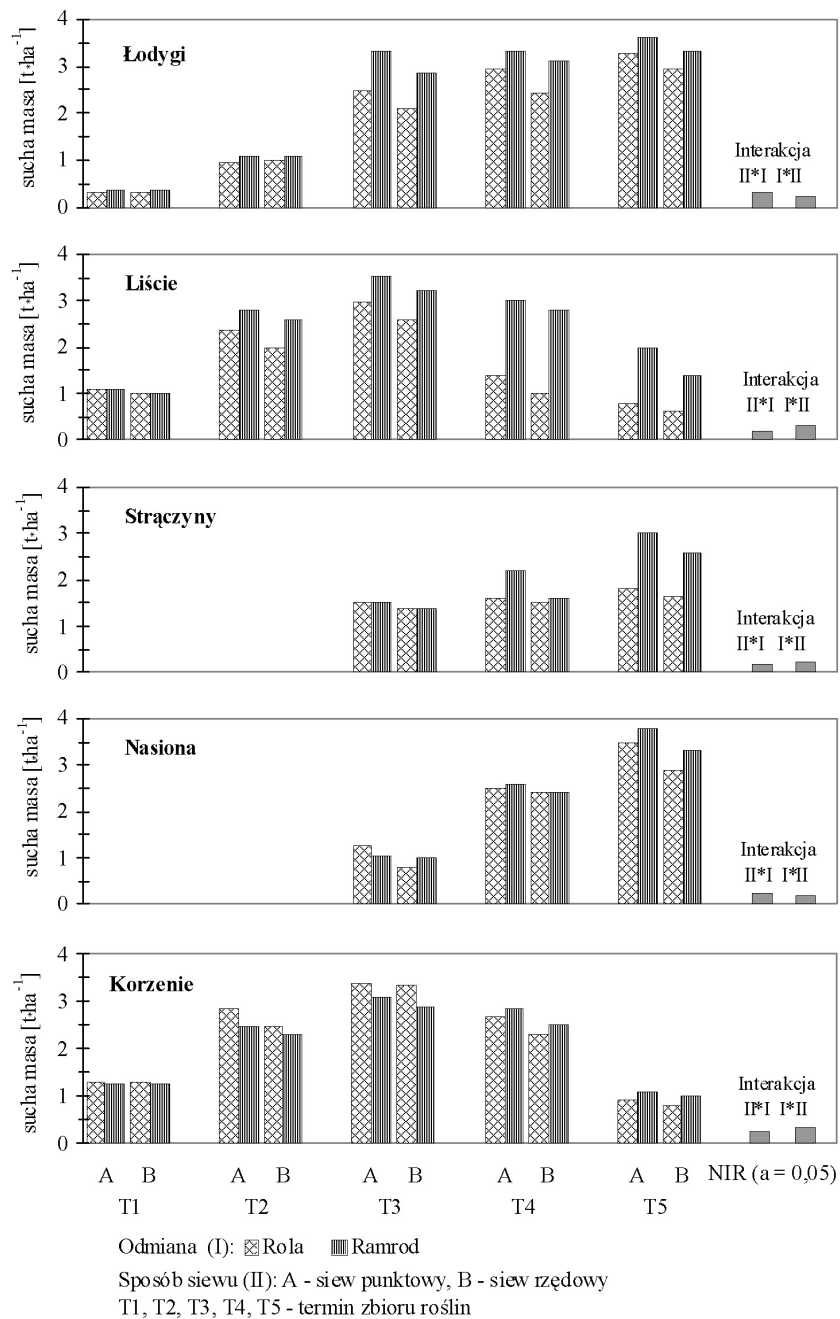 4
Łodygi
3
2
1
0
sucha masa [t·ha⁻¹]
Interakcja
II*I I*II
4
Liście
3
2
1
0
sucha masa [t·ha⁻¹]
Interakcja
II*I I*II
4
Strączyny
3
2
1
0
sucha masa [t·ha⁻¹]
Interakcja
II*I I*II
4
Nasiona
3
2
1
0
sucha masa [t·ha⁻¹]
Interakcja
II*I I*II
4
Korzenie
3
2
1
0
sucha masa [t·ha⁻¹]
Interakcja
II*I I*II
A B A B A B A B A B NIR (a = 0,05)
T1 T2 T3 T4 T5
Odmiana (I): Rola Ramrod
Sposób siewu (II): A - siew punktowy, B - siew rzędowy
T1, T2, T3, T4, T5 - termin zbioru roślin